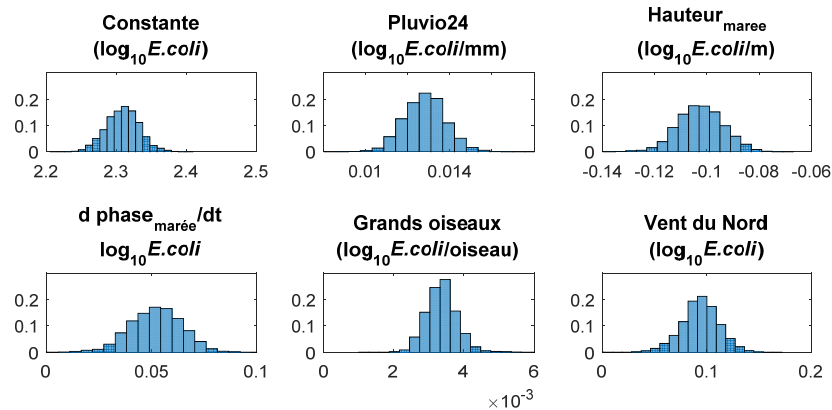 Constante
(log10E.coli)
Pluvio24
(log10E.coli/mm)
Hauteurmaree
(log10E.coli/m)
0.2
0.1
0
2.2 2.3 2.4 2.5
0.2
0.1
0
0.01 0.014
0.2
0.1
0
-0.14 -0.12 -0.1 -0.08 -0.06
d phasemarée/dt
log10E.coli
Grands oiseaux
(log10E.coli/oiseau)
Vent du Nord
(log10E.coli)
0.2
0.1
0
0 0.05 0.1
0.2
0.1
0
0 2 4 6
×10-3
0.2
0.1
0
0 0.1 0.2